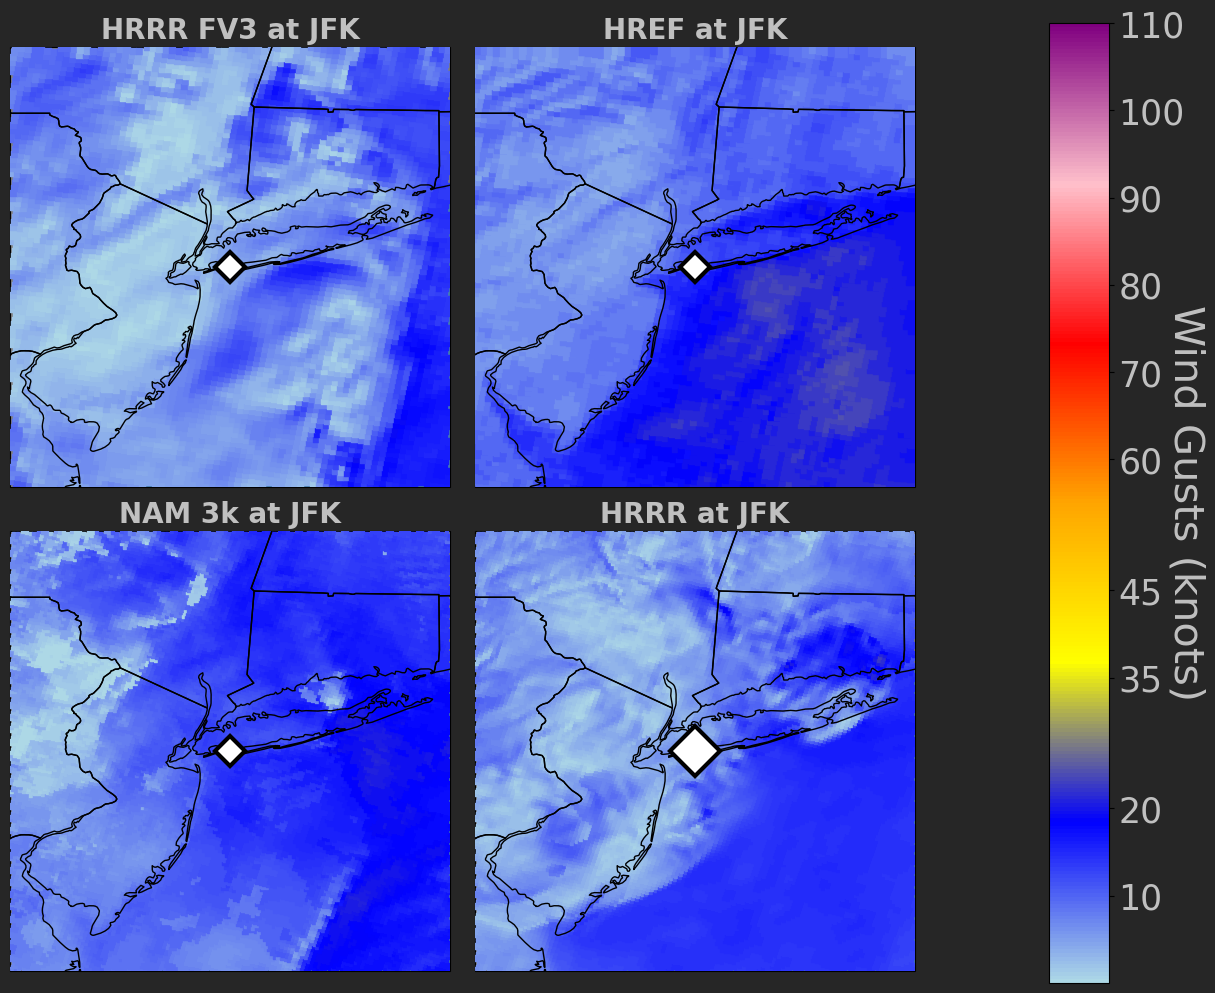 HRRR FV3 at JFK
HREF at JFK
NAM 3k at JFK
HRRR at JFK
110
100
90
80
70
60
45
35
20
10
Wind Gusts (knots)